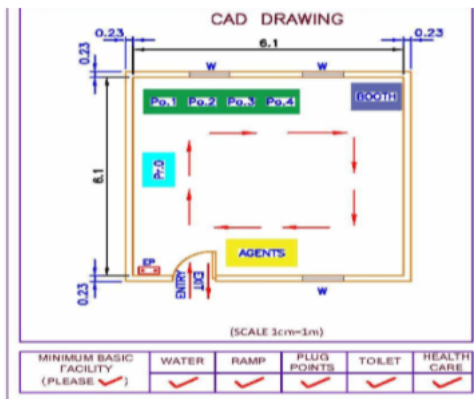 CAD DRAWING
0.23 6.1 0.23
0.23 W W
Po.1 Po.2 Po.3 Po.4 BOOTH
6.1 Pr.O
EP AGENTS
0.23 ENTRY EXIT W
(SCALE 1cm=1m)
MINIMUM BASIC FACILITY (PLEASE ✓) WATER RAMP PLUG POINTS TOILET HEALTH CARE
✓ ✓ ✓ ✓ ✓